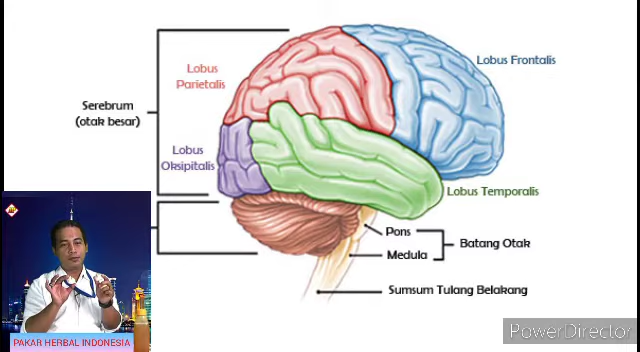 Lobus Frontalis
Lobus
Parietalis
Serebrum
(otak besar)
Lobus
Oksipitalis
Lobus Temporalis
Pons
Batang Otak
Medula
Sumsum Tulang Belakang
PAKAR HERBAL INDONESIA
PowerDirector